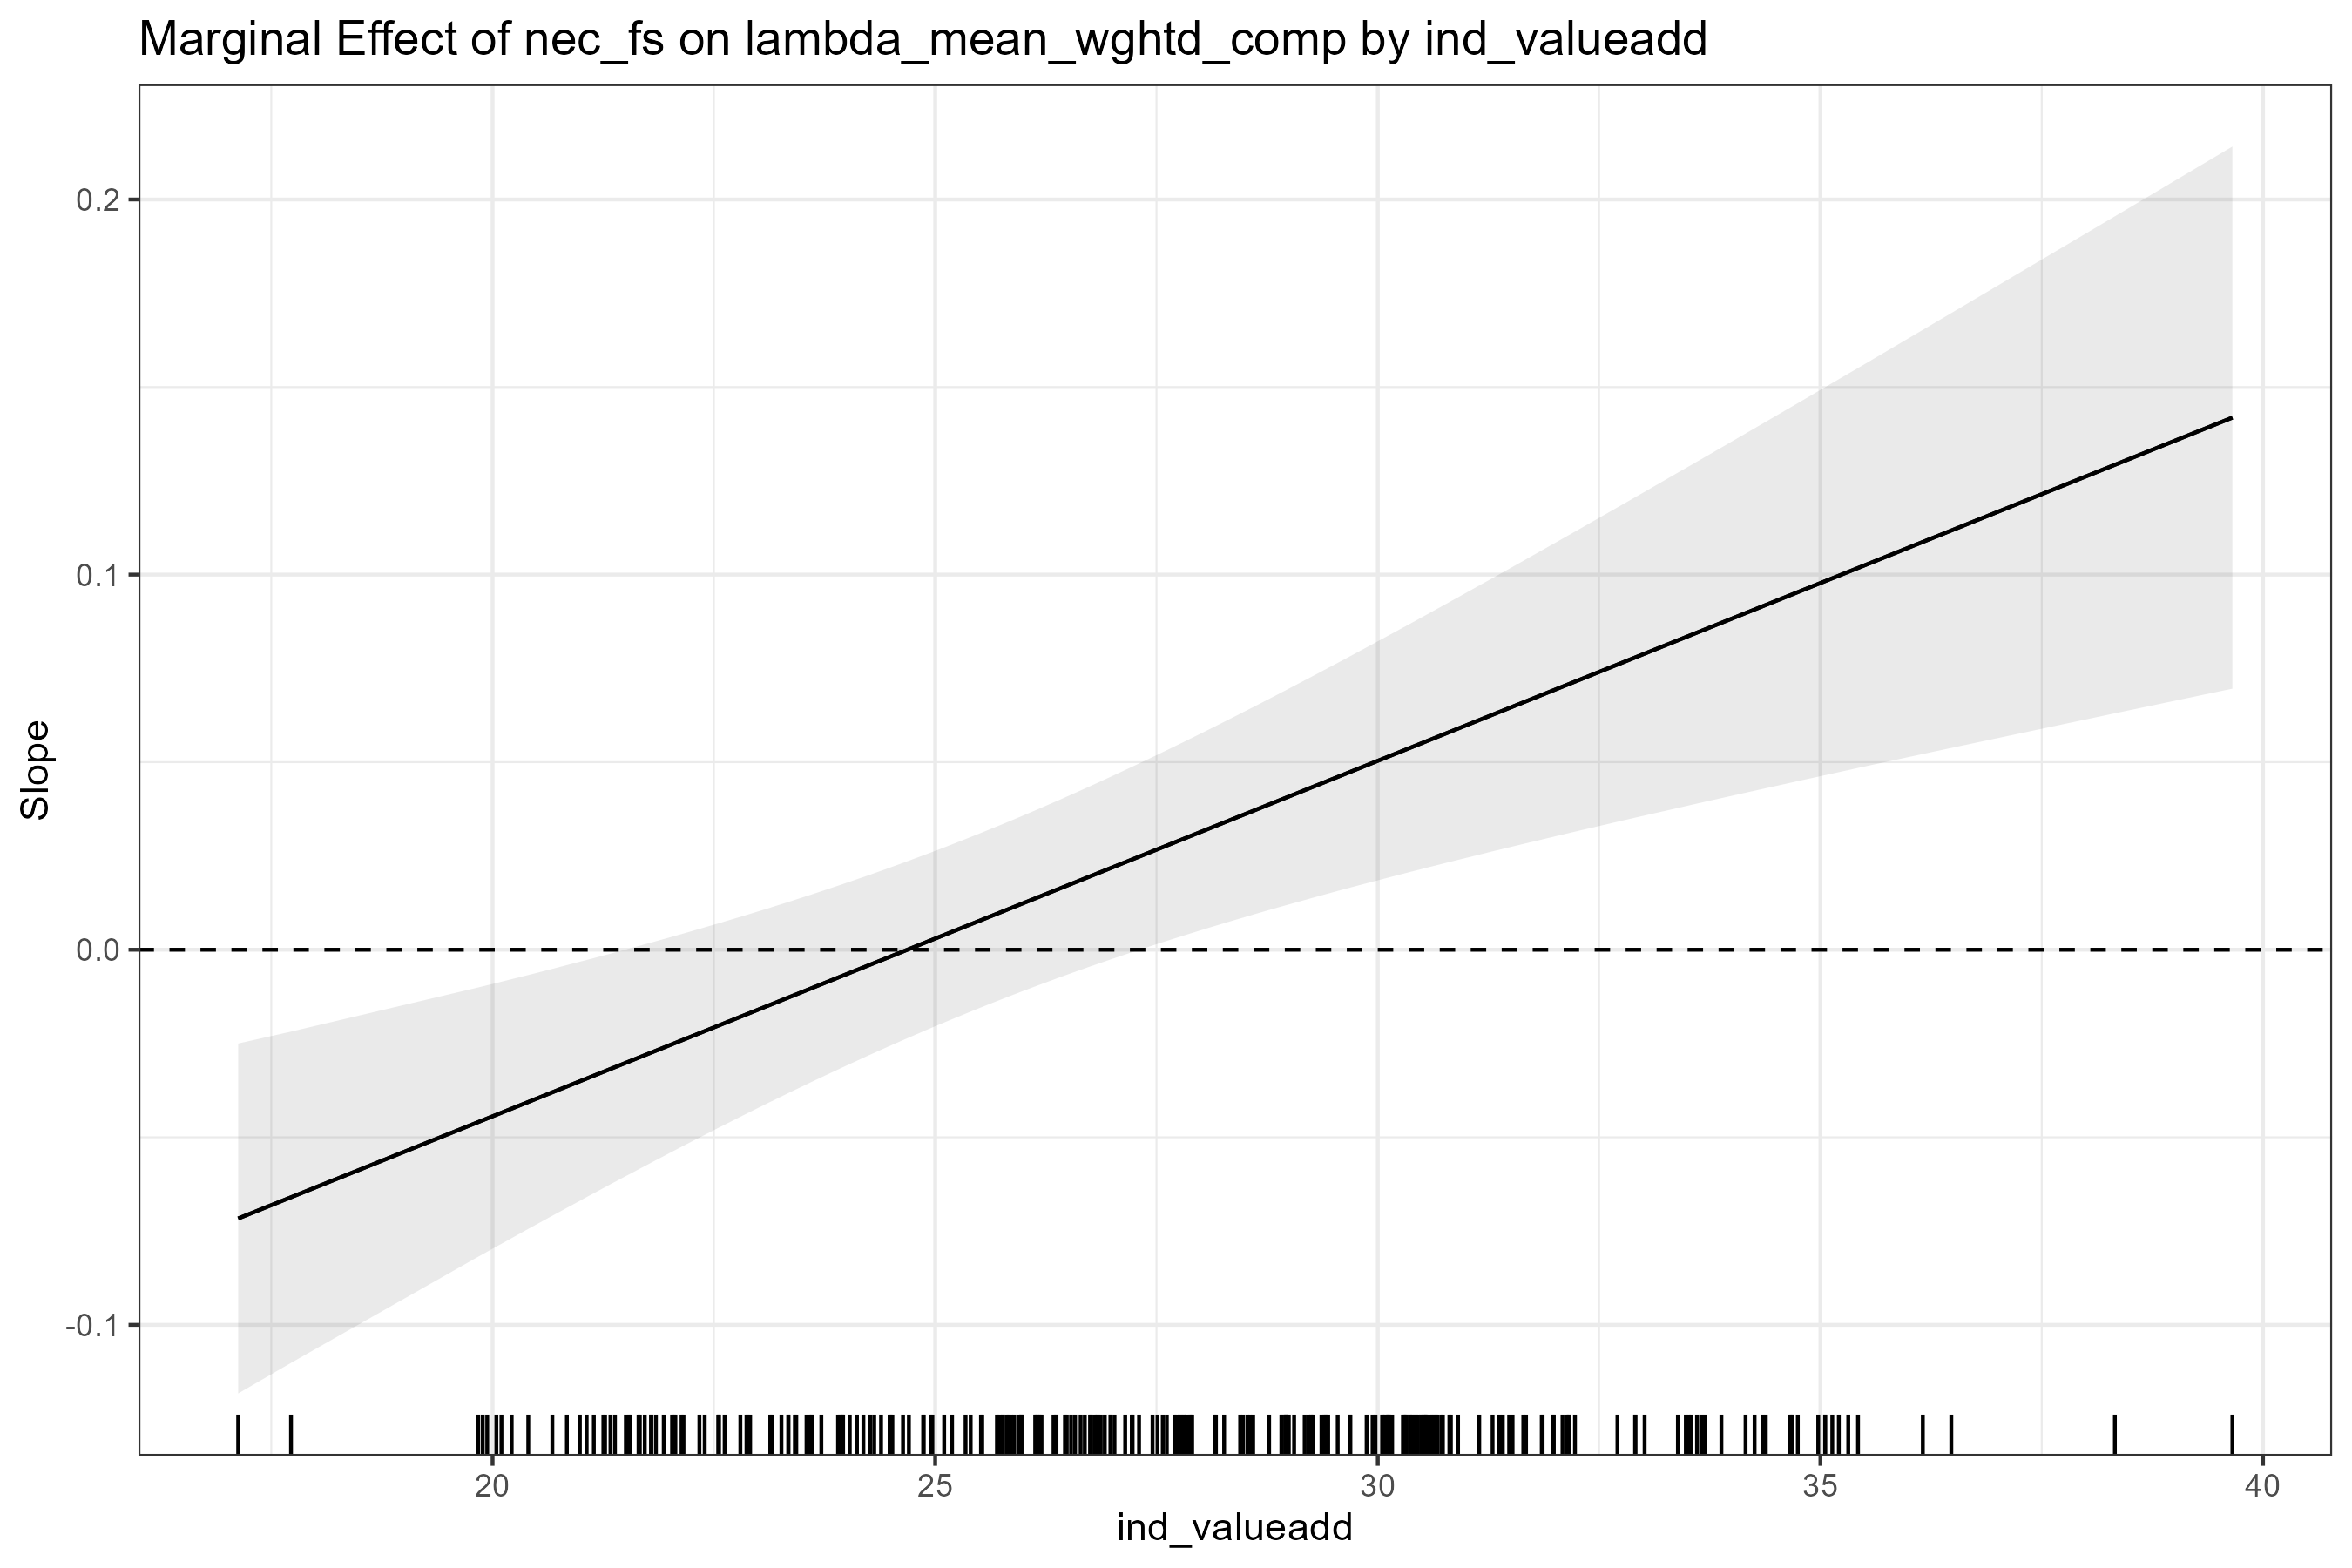 Marginal Effect of nec_fs on lambda_mean_wghtd_comp by ind_valueadd
0.2
0.1
0.0
-0.1
Slope
20 25 30 35 40
ind_valueadd